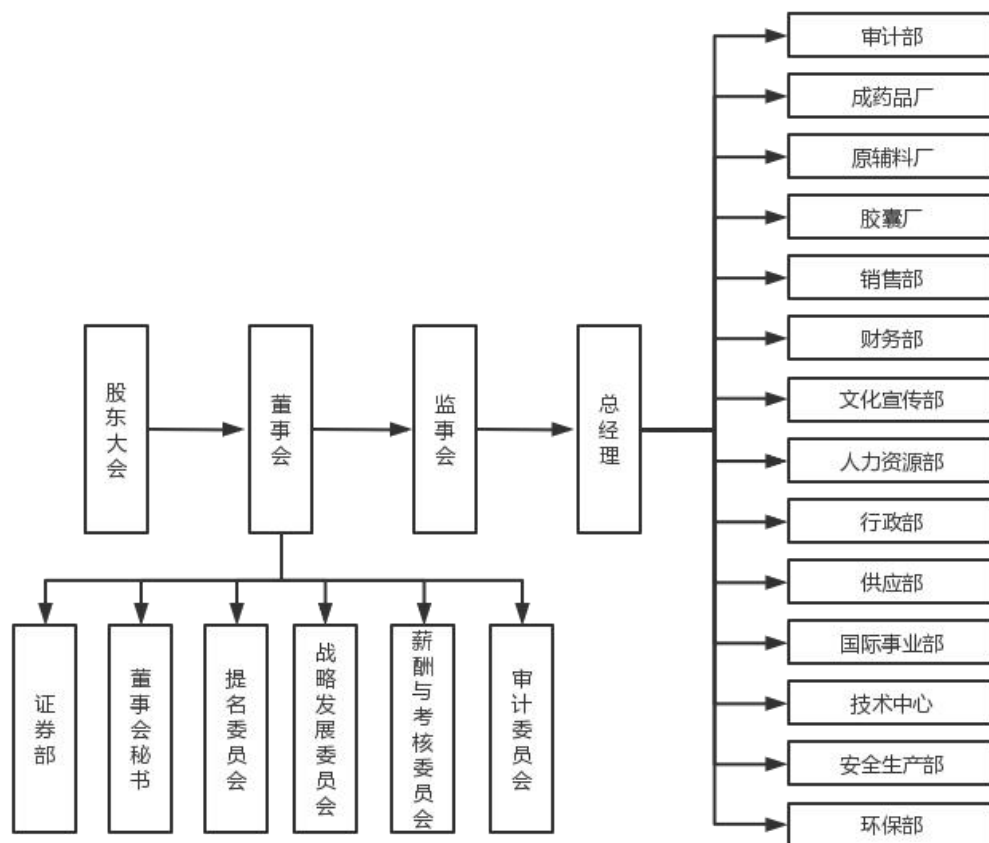 审计部
成药品厂
原辅料厂
胶囊厂
销售部
财务部
文化宣传部
人力资源部
行政部
供应部
国际事业部
技术中心
安全生产部
环保部
股东大会
董事会
监事会
总经理
证券部
董事会秘书
提名委员会
战略发展委员会
薪酬与考核委员会
审计委员会